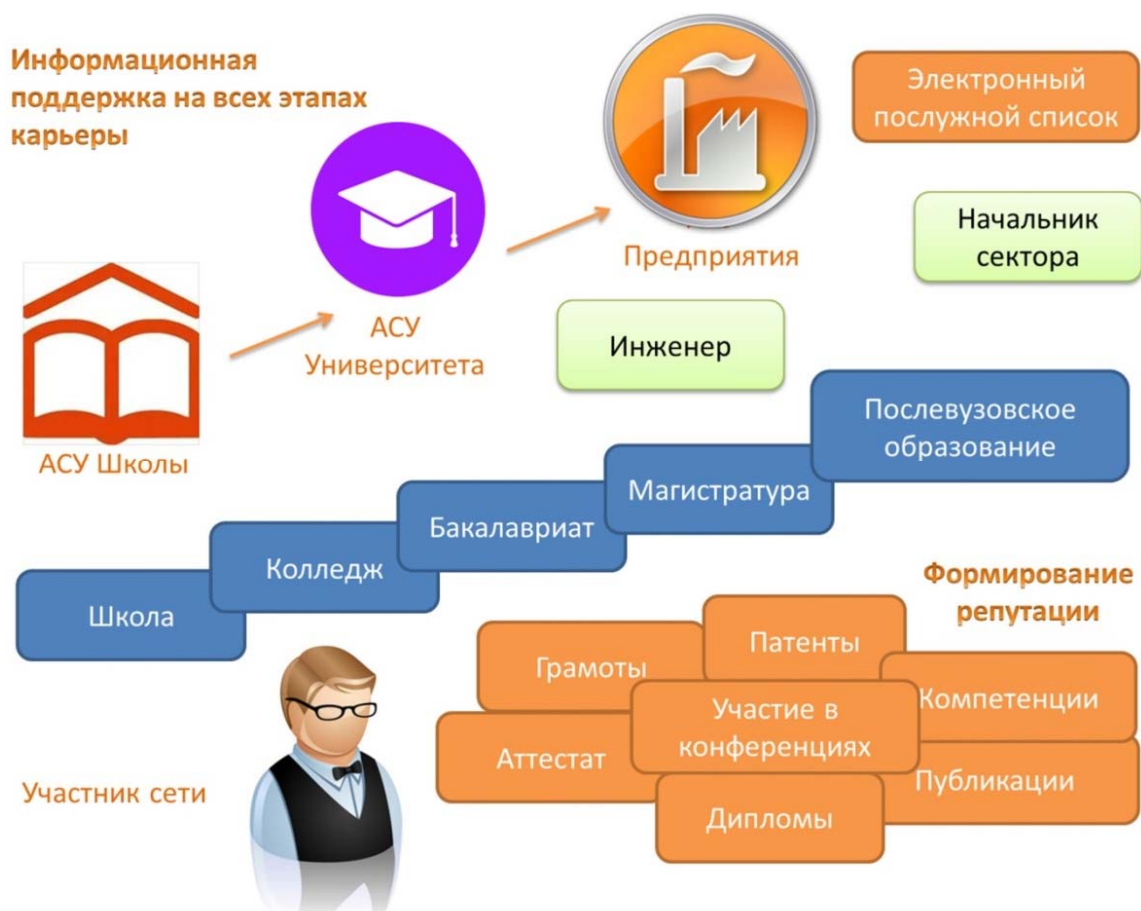 Информационная
поддержка на всех этапах
карьеры
Электронный
послужной список
Начальник
сектора
Предприятия
АСУ
Университета
Инженер
АСУ Школы
Послевузовское
образование
Магистратура
Бакалавриат
Колледж
Школа
Формирование
репутации
Патенты
Грамоты
Компетенции
Участие в
конференциях
Аттестат
Публикации
Дипломы
Участник сети